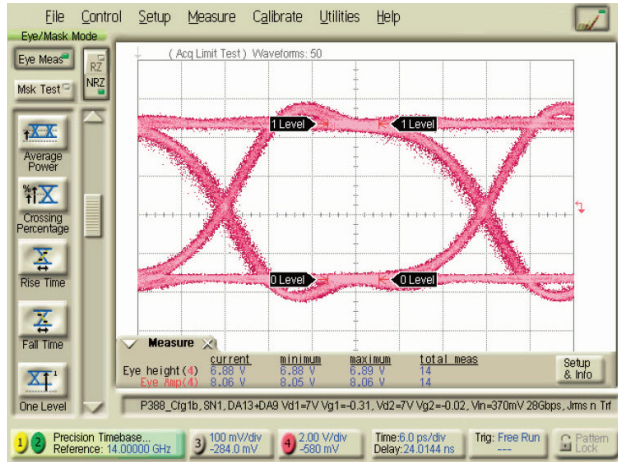 File Control Setup Measure Calibrate Utilities Help
Eye/Mask Mode
Eye Meas
RZ
Msk Test
NRZ
(Acq Limit Test) Waveforms: 50
Average
Power
Crossing
Percentage
Rise Time
Fall Time
One Level
1 Level
1 Level
0 Level
0 Level
Measure
current minimum maximum total meas
Eye height(4) 6.88 V 6.88 V 6.89 V 14
Eye Amp(4) 8.06 V 8.05 V 8.06 V 14
Setup
& Info
P388_Cfg1b, SN1, DA13+DA9 Vd1=7V Vg1=-0.31, Vd2=7V Vg2=-0.02, Vin=370mV 28Gbps, Jrms n Trf
1 2 Precision Timebase...
Reference: 14.00000 GHz
3 100 mV/div
-284.0 mV
4 2.00 V/div
-580 mV
Time:6.0 ps/div
Delay:24.0144 ns
Trig: Free Run
---
Pattern
Lock